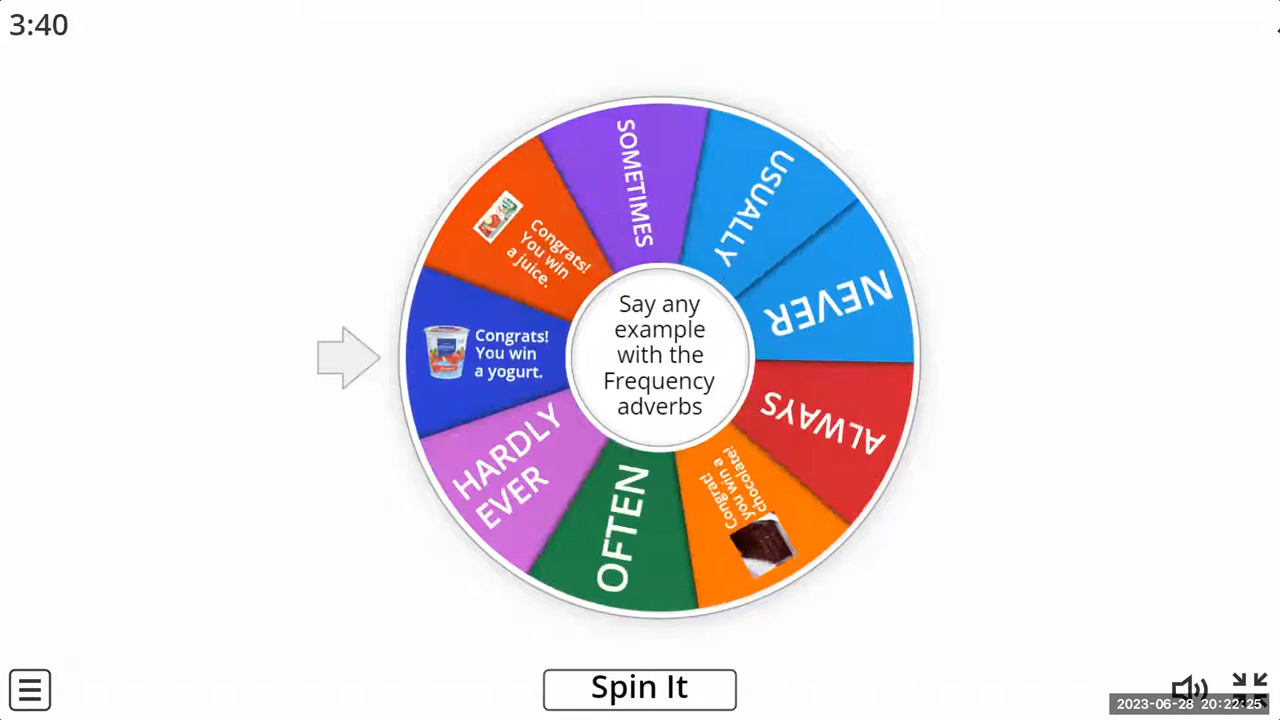 3:40
SOMETIMES
USUALLY
NEVER
ALWAYS
Congrat!
you win a
chocolate!
OFTEN
HARDLY
EVER
Congrats!
You win
a yogurt.
Congrats!
You win
a juice.
Say any
example
with the
Frequency
adverbs
Spin It
2023-06-28 20:22:25